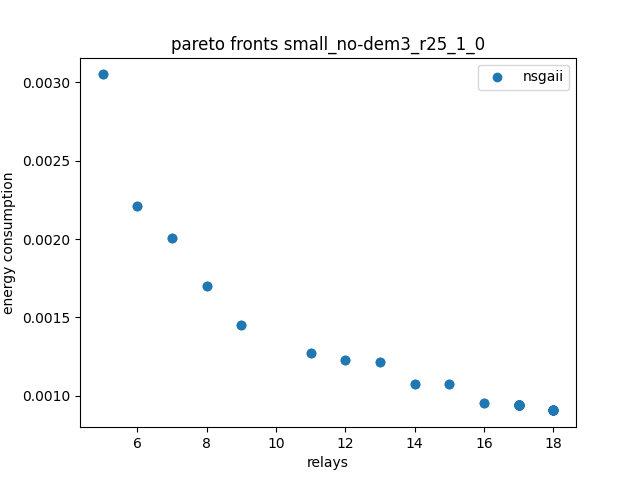 pareto fronts small_no-dem3_r25_1_0
nsgaii
energy consumption
0.0030
0.0025
0.0020
0.0015
0.0010
6 8 10 12 14 16 18
relays